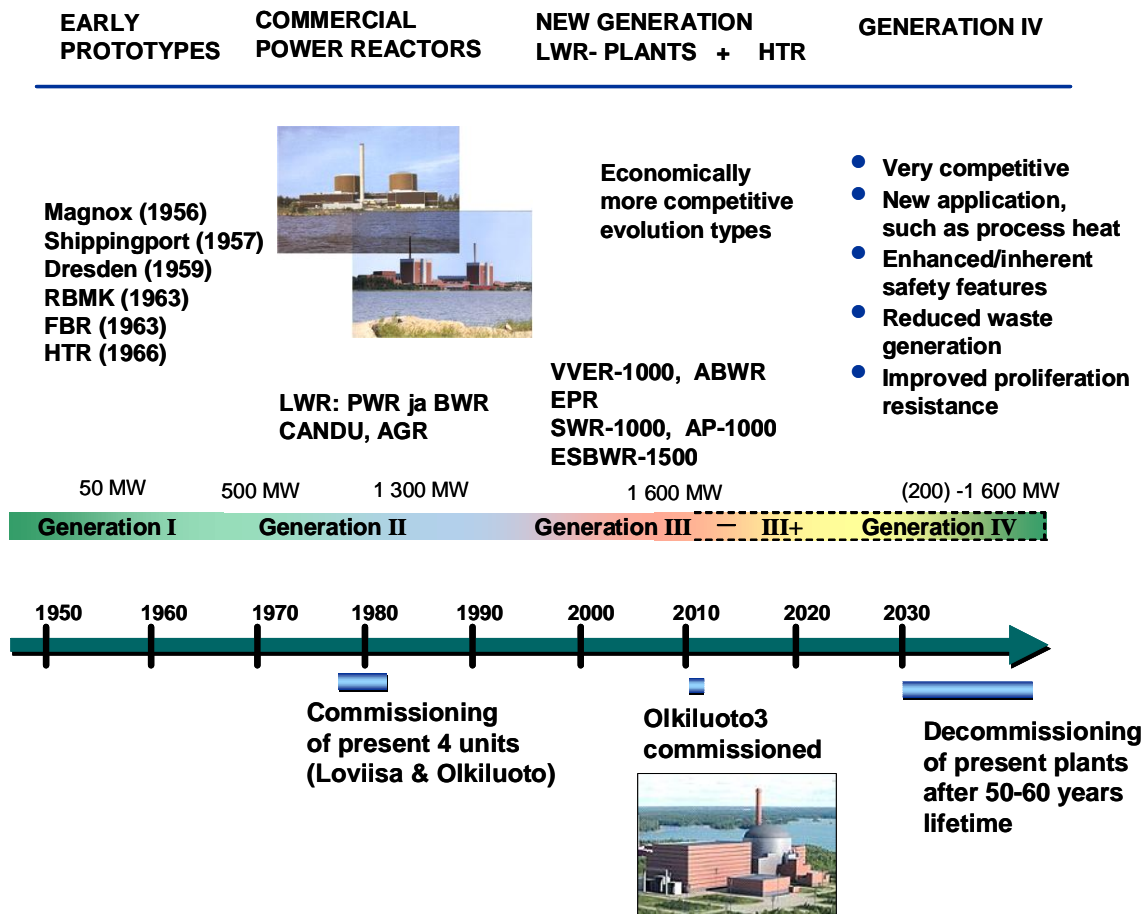 EARLY
PROTOTYPES
COMMERCIAL
POWER REACTORS
NEW GENERATION
LWR- PLANTS + HTR
GENERATION IV
Magnox (1956)
Shippingport (1957)
Dresden (1959)
RBMK (1963)
FBR (1963)
HTR (1966)
LWR: PWR ja BWR
CANDU, AGR
Economically
more competitive
evolution types
VVER-1000, ABWR
EPR
SWR-1000, AP-1000
ESBWR-1500
• Very competitive
• New application,
such as process heat
• Enhanced/inherent
safety features
• Reduced waste
generation
• Improved proliferation
resistance
50 MW
500 MW
1 300 MW
1 600 MW
(200) -1 600 MW
Generation I
Generation II
Generation III — III+
Generation IV
1950
1960
1970
1980
1990
2000
2010
2020
2030
Commissioning
of present 4 units
(Loviisa & Olkiluoto)
Olkiluoto3
commissioned
Decommissioning
of present plants
after 50-60 years
lifetime